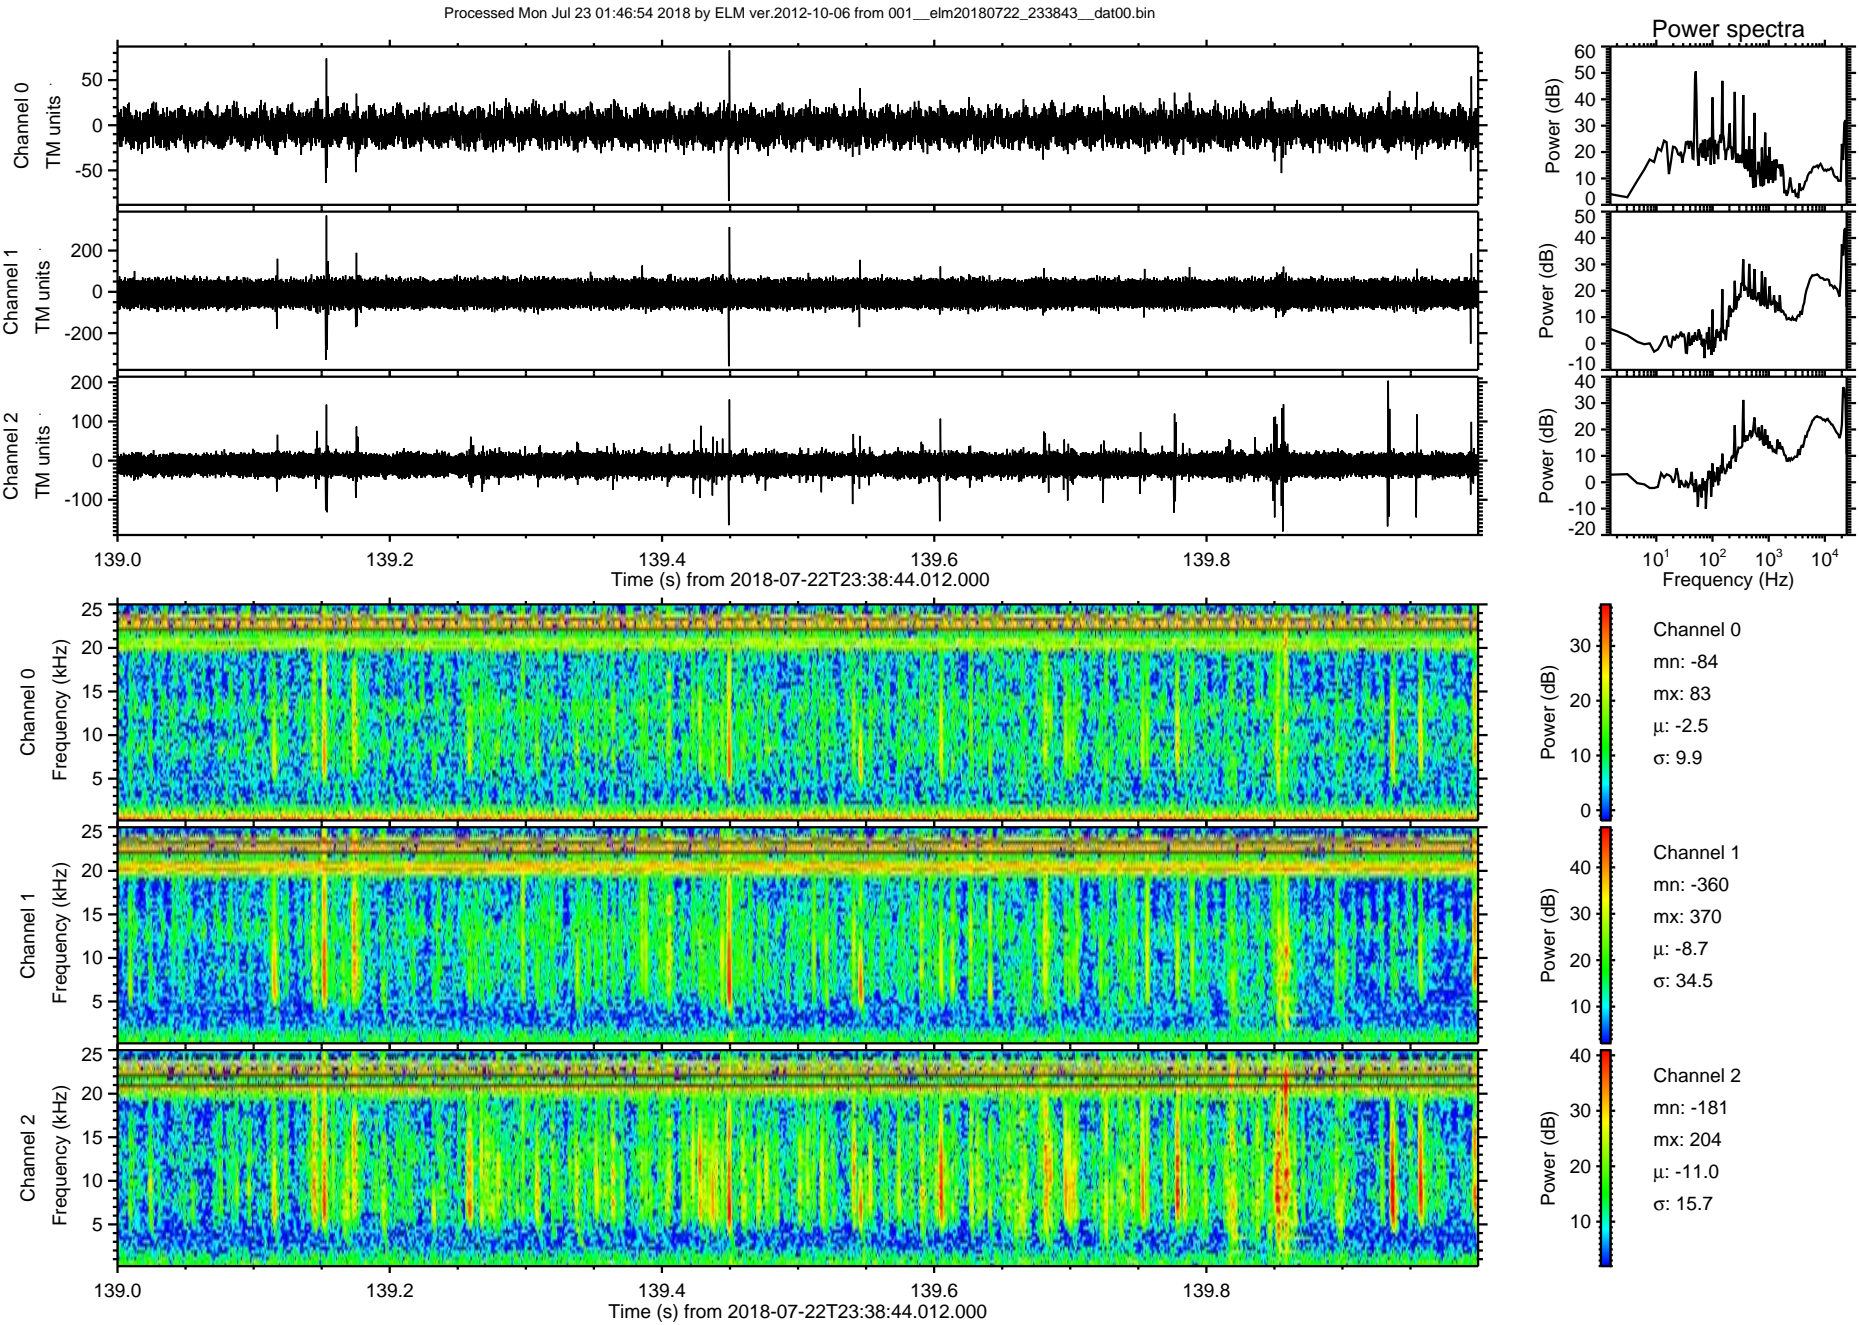 Processed Mon Jul 23 01:46:54 2018 by ELM ver.2012-10-06 from 001__elm20180722_233843__dat00.bin
Power spectra
Channel 0
TM units
50
0
-50
Power (dB)
60
50
40
30
20
10
0
Channel 1
TM units
200
0
-200
Power (dB)
50
40
30
20
10
0
-10
Channel 2
TM units
200
100
0
-100
Power (dB)
40
30
20
10
0
-10
-20
139.0 139.2 139.4 139.6 139.8
Time (s) from 2018-07-22T23:38:44.012.000
10^1 10^2 10^3 10^4
Frequency (Hz)
Channel 0
Frequency (kHz)
25
20
15
10
5
Power (dB)
30
20
10
0
Channel 0
mn: -84
mx: 83
μ: -2.5
σ: 9.9
Channel 1
Frequency (kHz)
25
20
15
10
5
Power (dB)
40
30
20
10
Channel 1
mn: -360
mx: 370
μ: -8.7
σ: 34.5
Channel 2
Frequency (kHz)
25
20
15
10
5
Power (dB)
40
30
20
10
Channel 2
mn: -181
mx: 204
μ: -11.0
σ: 15.7
139.0 139.2 139.4 139.6 139.8
Time (s) from 2018-07-22T23:38:44.012.000